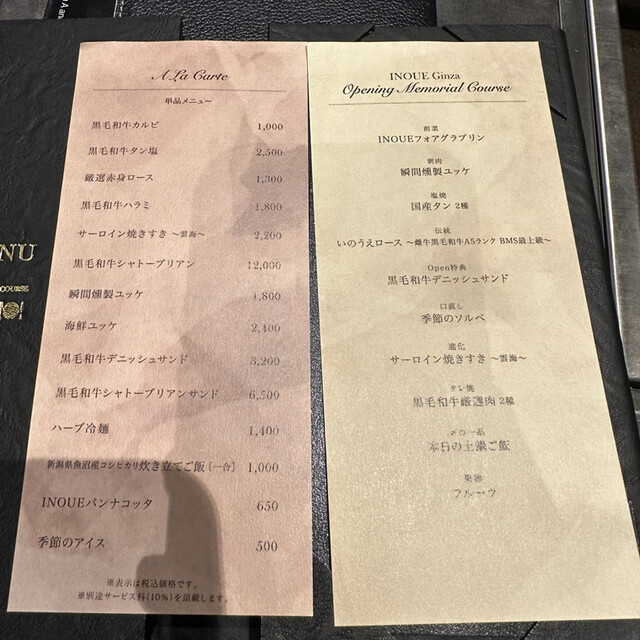 A and
NU
COURSE
A La Carte
単品メニュー
黒毛和牛カルビ 1,000
黒毛和牛タン塩 2,500
厳選赤身ロース 1,300
黒毛和牛ハラミ 1,800
サーロイン焼きすき ～雲海～ 2,200
黒毛和牛シャトーブリアン 12,000
瞬間燻製ユッケ 1,800
海鮮ユッケ 2,400
黒毛和牛デニッシュサンド 3,200
黒毛和牛シャトーブリアンサンド 6,500
ハーブ冷麺 1,400
新潟県魚沼産コシヒカリ炊き立てご飯 [一合] 1,000
INOUEパンナコッタ 650
季節のアイス 500
※表示は税込価格です。
※別途サービス料(10%)を頂戴します。
INOUE Ginza
Opening Memorial Course
前菜
INOUEフォアグラプリン
刺肉
瞬間燻製ユッケ
塩焼
国産タン 2種
伝統
いのうえロース ～雌牛黒毛和牛A5ランク BMS最上級～
Open特典
黒毛和牛デニッシュサンド
口直し
季節のソルベ
進化
サーロイン焼きすき ～雲海～
タレ焼
黒毛和牛厳選肉 2種
〆の一品
本日の土鍋ご飯